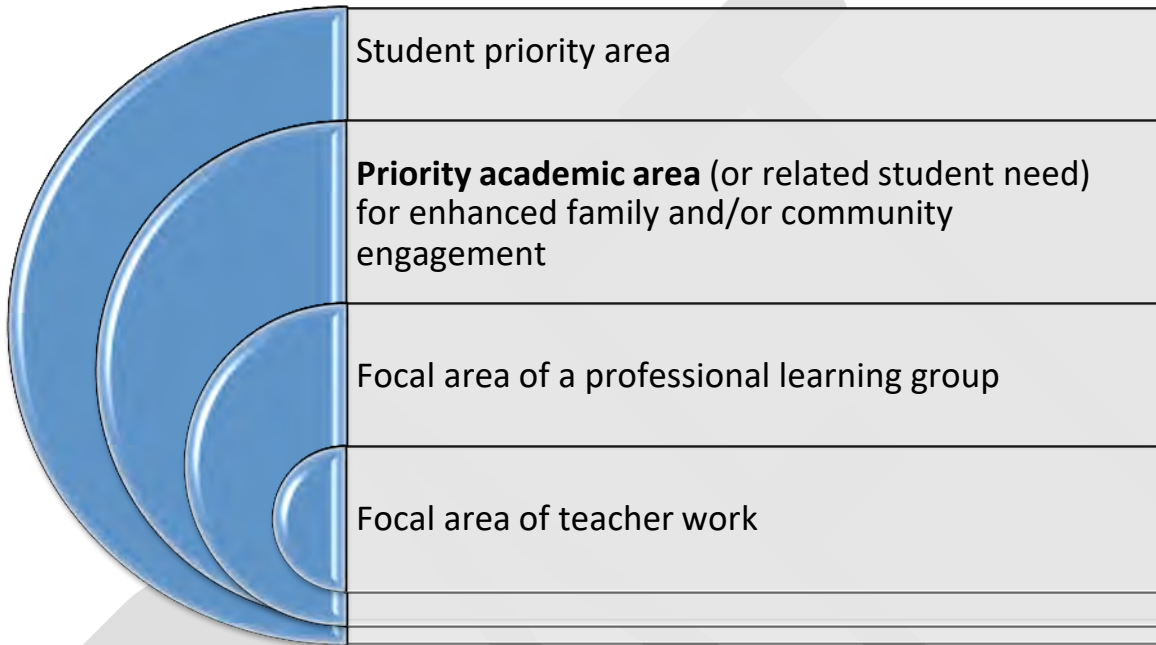 Student priority area
Priority academic area (or related student need)
for enhanced family and/or community
engagement
Focal area of a professional learning group
Focal area of teacher work